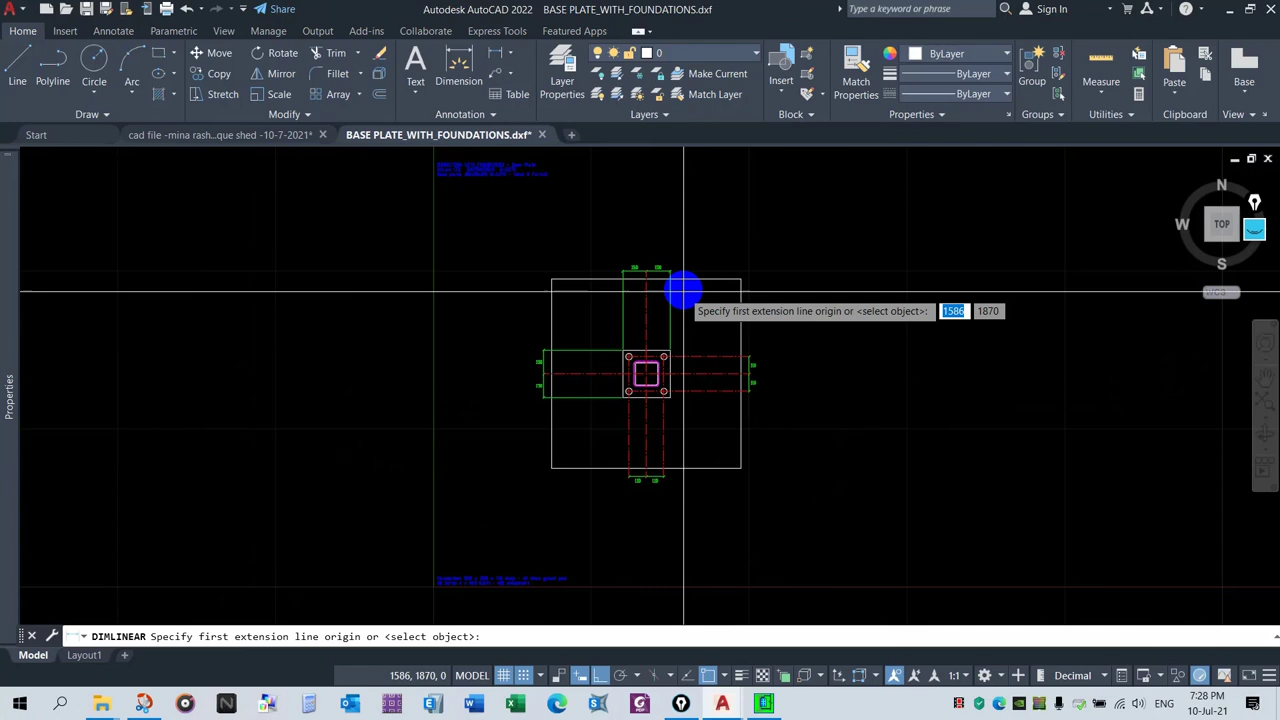 Share
Autodesk AutoCAD 2022 BASE PLATE_WITH_FOUNDATIONS.dxf
Type a keyword or phrase
Sign In
Home Insert Annotate Parametric View Manage Output Add-ins Collaborate Express Tools Featured Apps
Line Polyline Circle Arc
Move Rotate Trim
Copy Mirror Fillet
Stretch Scale Array
Text Dimension
Table
Layer Properties
0
Make Current
Match Layer
Insert
Match Properties
ByLayer
ByLayer
ByLayer
Group
Measure
Paste
Base
Draw Modify Annotation Layers Block Properties Groups Utilities Clipboard View
Start
cad file -mina rash...que shed -10-7-2021*
BASE PLATE_WITH_FOUNDATIONS.dxf*
N
W TOP
S
WCS
Specify first extension line origin or <select object>: 1586 1870
Properties
DIMLINEAR Specify first extension line origin or <select object>:
Model Layout1
1586, 1870, 0 MODEL
1:1
Decimal
ENG
7:28 PM
10-Jul-21